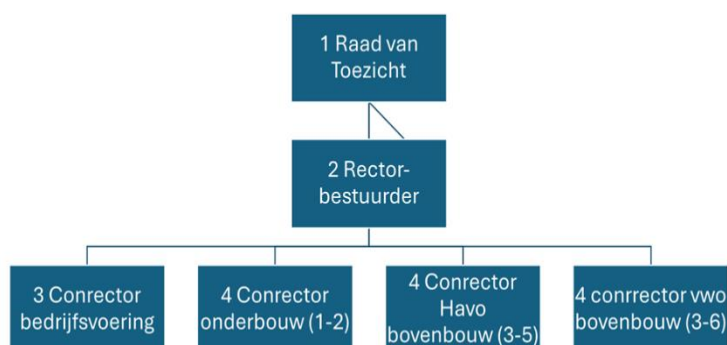 1 Raad van
Toezicht
2 Rector-
bestuurder
3 Conrector
bedrijfsvoering
4 Conrector
onderbouw (1-2)
4 Conrector
Havo
bovenbouw (3-5)
4 conrrector vwo
bovenbouw (3-6)